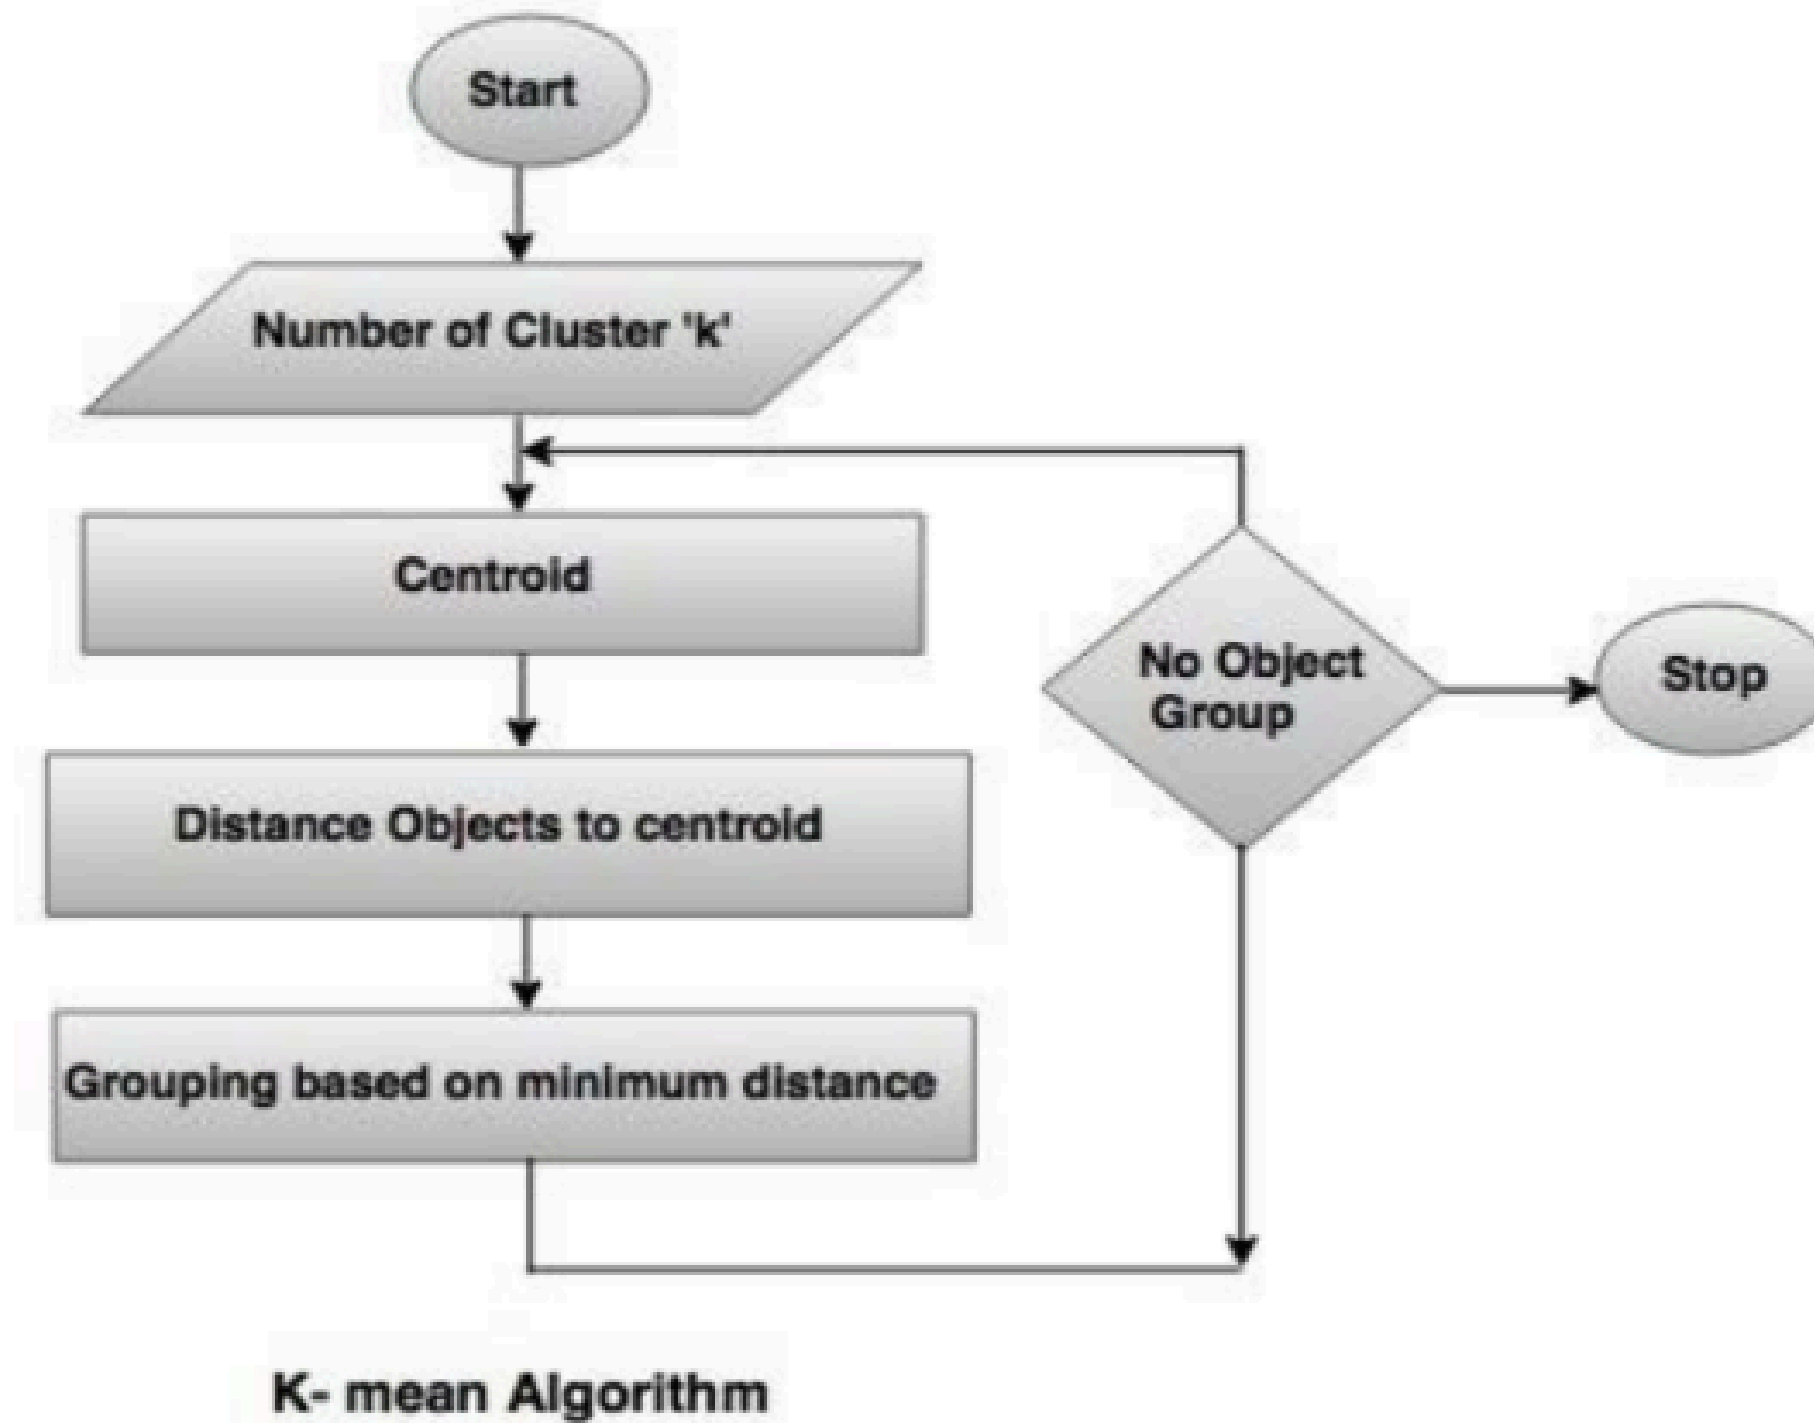 Start
Number of Cluster 'k'
Centroid
Distance Objects to centroid
Grouping based on minimum distance
No Object
Group
Stop
K- mean Algorithm